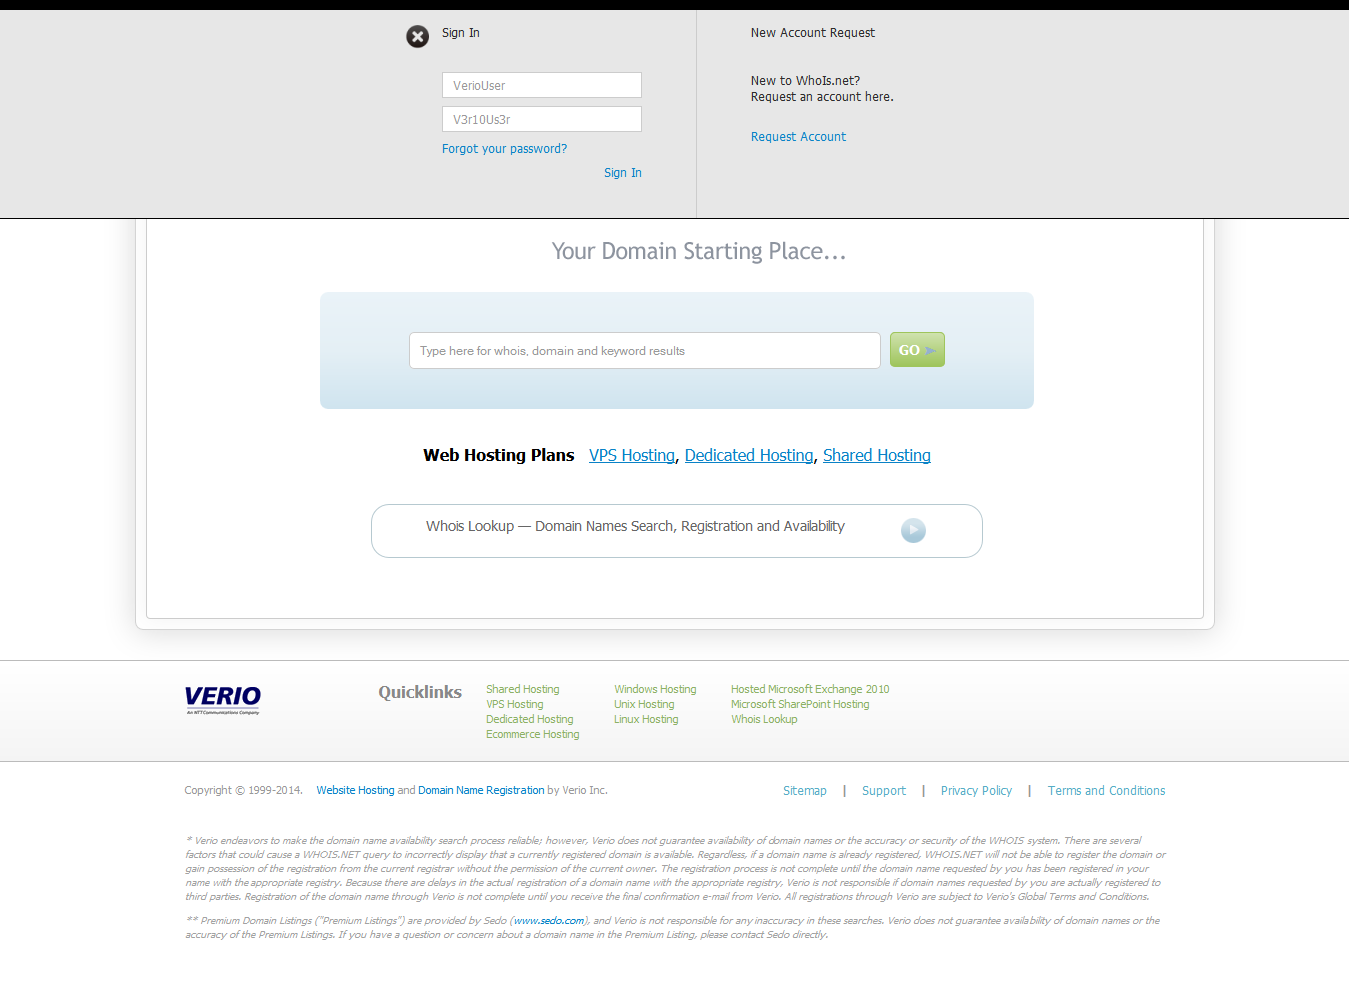 Sign In
New Account Request
VerioUser
New to WhoIs.net?
Request an account here.
V3r10Us3r
Request Account
Forgot your password?
Sign In
Your Domain Starting Place...
Type here for whois, domain and keyword results
GO
Web Hosting Plans VPS Hosting, Dedicated Hosting, Shared Hosting
Whois Lookup — Domain Names Search, Registration and Availability
VERIO
An NTT Communications Company
Quicklinks
Shared Hosting
VPS Hosting
Dedicated Hosting
Ecommerce Hosting
Windows Hosting
Unix Hosting
Linux Hosting
Hosted Microsoft Exchange 2010
Microsoft SharePoint Hosting
Whois Lookup
Copyright © 1999-2014. Website Hosting and Domain Name Registration by Verio Inc.
Sitemap | Support | Privacy Policy | Terms and Conditions
* Verio endeavors to make the domain name availability search process reliable; however, Verio does not guarantee availability of domain names or the accuracy or security of the WHOIS system. There are several
factors that could cause a WHOIS.NET query to incorrectly display that a currently registered domain is available. Regardless, if a domain name is already registered, WHOIS.NET will not be able to register the domain or
gain possession of the registration from the current registrar without the permission of the current owner. The registration process is not complete until the domain name requested by you has been registered in your
name with the appropriate registry. Because there are delays in the actual registration of a domain name with the appropriate registry, Verio is not responsible if domain names requested by you are actually registered to
third parties. Registration of the domain name through Verio is not complete until you receive the final confirmation e-mail from Verio. All registrations through Verio are subject to Verio's Global Terms and Conditions.
** Premium Domain Listings ("Premium Listings") are provided by Sedo (www.sedo.com), and Verio is not responsible for any inaccuracy in these searches. Verio does not guarantee availability of domain names or the
accuracy of the Premium Listings. If you have a question or concern about a domain name in the Premium Listing, please contact Sedo directly.